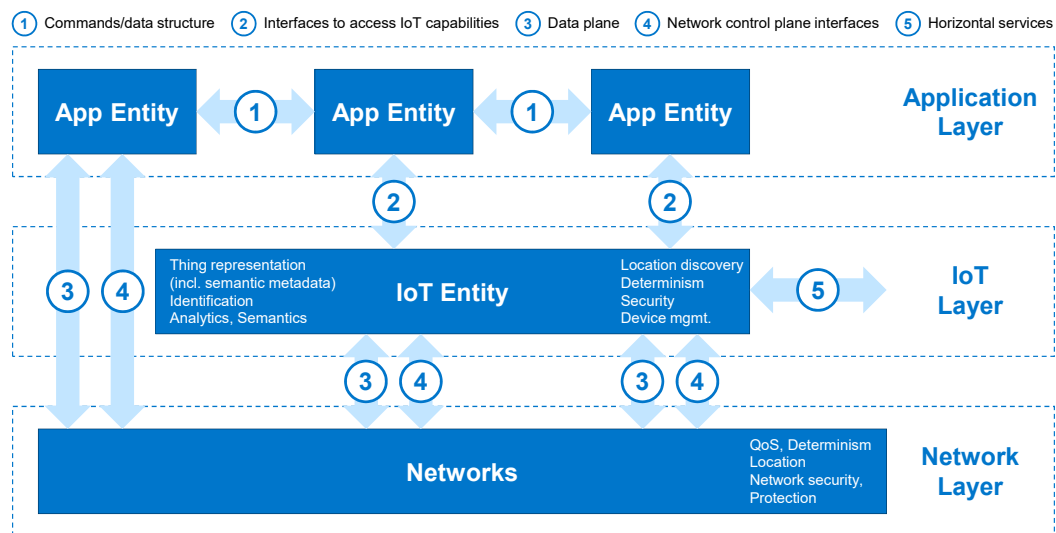 1 Commands/data structure 2 Interfaces to access IoT capabilities 3 Data plane 4 Network control plane interfaces 5 Horizontal services
App Entity 1 App Entity 1 App Entity
Application
Layer
2 2
Thing representation
(incl. semantic metadata)
Identification
Analytics, Semantics
IoT Entity
Location discovery
Determinism
Security
Device mgmt.
5
IoT
Layer
3 4
3 4 3 4
Networks
QoS, Determinism
Location
Network security,
Protection
Network
Layer